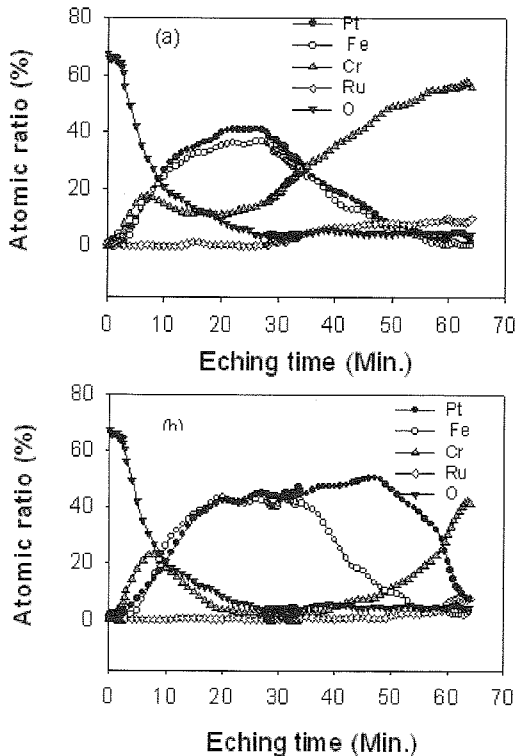 (a)
Pt
Fe
Cr
Ru
O
80
60
40
20
0
0 10 20 30 40 50 60 70
Atomic ratio (%)
Eching time (Min.)
(b)
Pt
Fe
Cr
Ru
O
80
60
40
20
0
0 10 20 30 40 50 60 70
Atomic ratio (%)
Eching time (Min.)